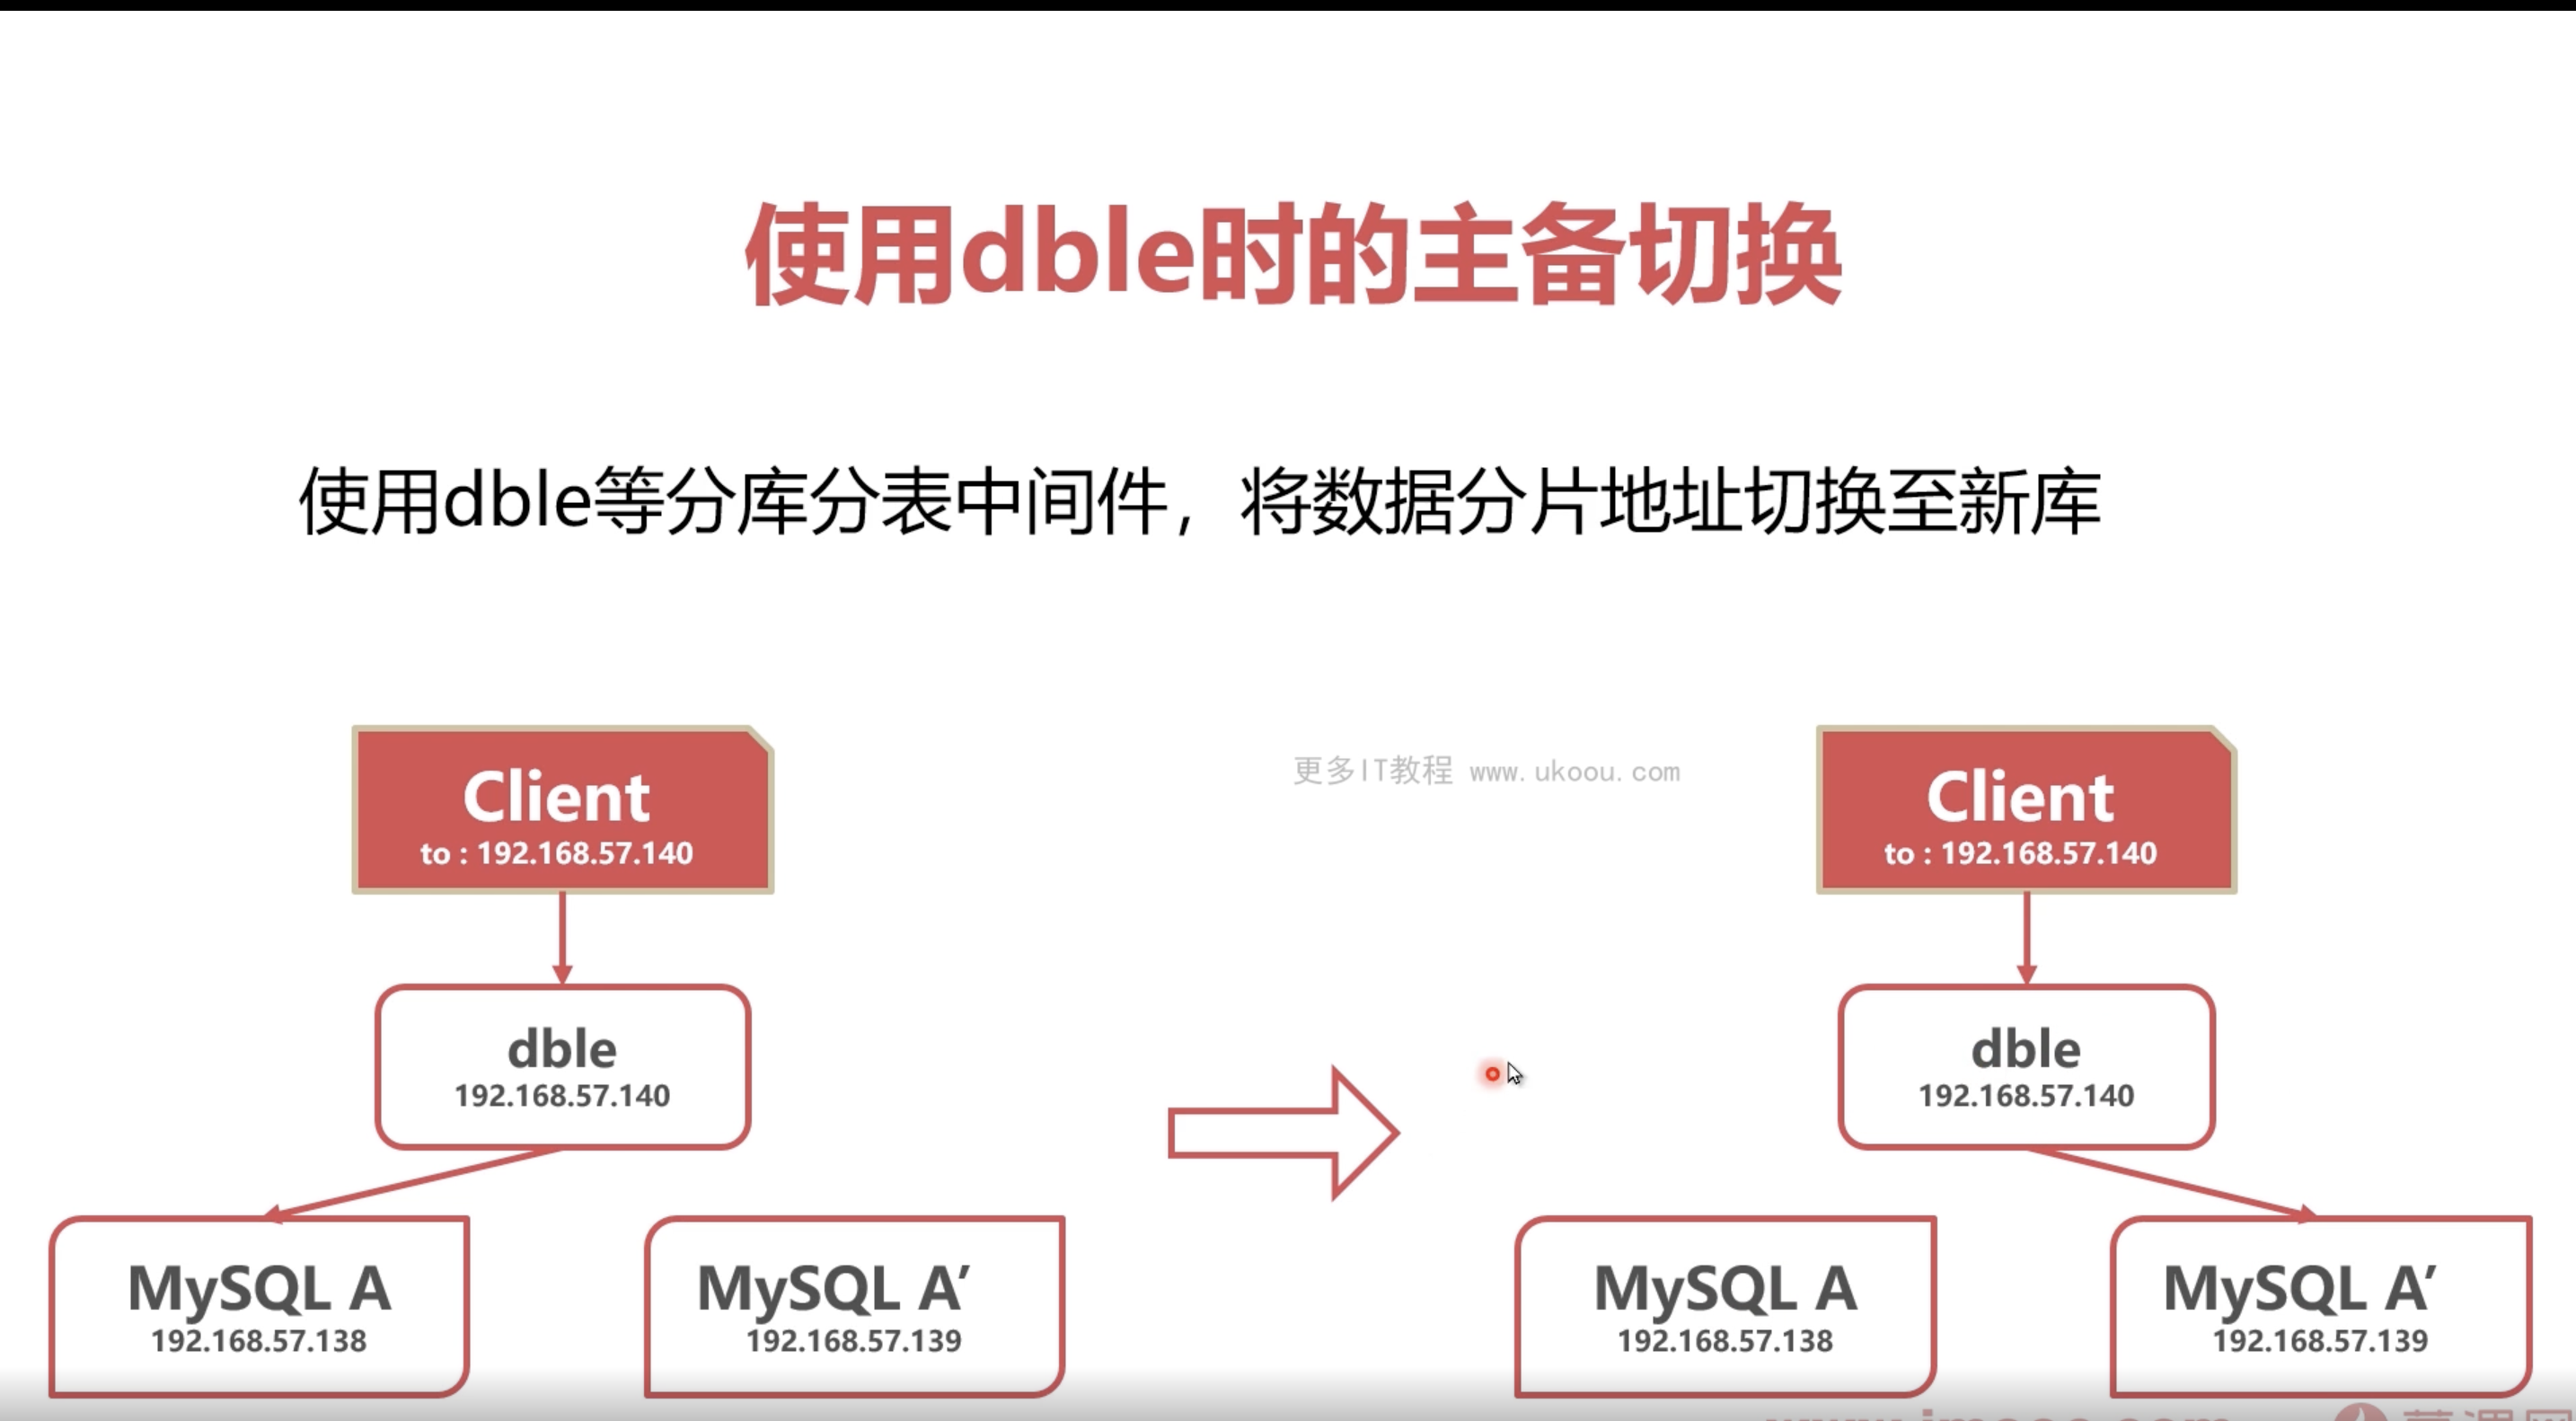 使用dble时的主备切换
使用dble等分库分表中间件，将数据分片地址切换至新库
更多IT教程 www.ukoou.com
Client
to : 192.168.57.140
dble
192.168.57.140
MySQL A
192.168.57.138
MySQL A′
192.168.57.139
Client
to : 192.168.57.140
dble
192.168.57.140
MySQL A
192.168.57.138
MySQL A′
192.168.57.139